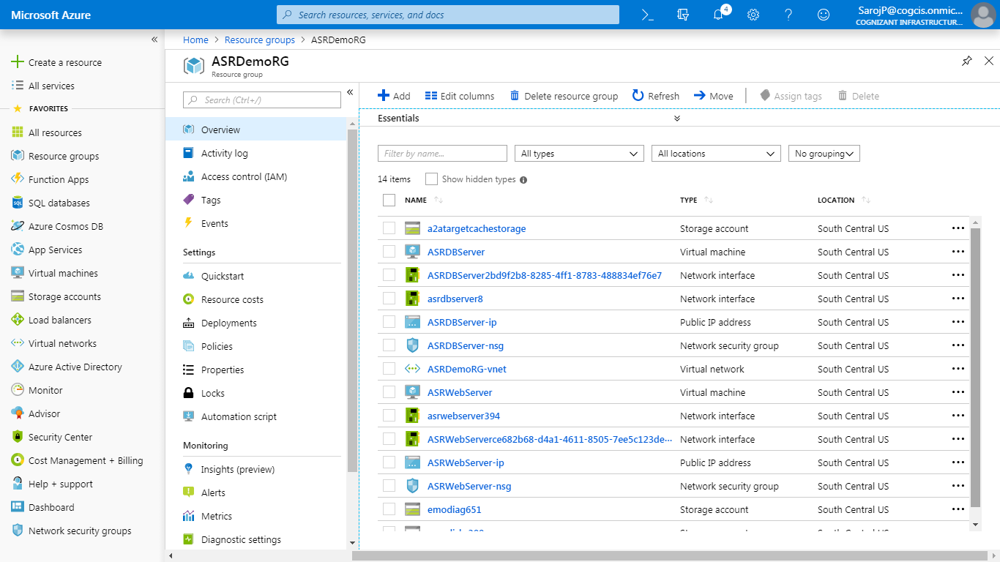 Microsoft Azure
Search resources, services, and docs
4
SarojP@cogcis.onmic...
COGNIZANT INFRASTRUCTUR...
Create a resource
All services
FAVORITES
All resources
Resource groups
Function Apps
SQL databases
Azure Cosmos DB
App Services
Virtual machines
Storage accounts
Load balancers
Virtual networks
Azure Active Directory
Monitor
Advisor
Security Center
Cost Management + Billing
Help + support
Dashboard
Network security groups
Home > Resource groups > ASRDemoRG
ASRDemoRG
Resource group
Search (Ctrl+/)
Overview
Activity log
Access control (IAM)
Tags
Events
Settings
Quickstart
Resource costs
Deployments
Policies
Properties
Locks
Automation script
Monitoring
Insights (preview)
Alerts
Metrics
Diagnostic settings
Add Edit columns Delete resource group Refresh Move Assign tags Delete
Essentials
Filter by name... All types All locations No grouping
14 items Show hidden types
NAME TYPE LOCATION
a2atargetcachestorage Storage account South Central US
ASRDBServer Virtual machine South Central US
ASRDBServer2bd9f2b8-8285-4ff1-8783-488834ef76e7 Network interface South Central US
asrdbserver8 Network interface South Central US
ASRDBServer-ip Public IP address South Central US
ASRDBServer-nsg Network security group South Central US
ASRDemoRG-vnet Virtual network South Central US
ASRWebServer Virtual machine South Central US
asrwebserver394 Network interface South Central US
ASRWebServerce682b68-d4a1-4611-8505-7ee5c123de... Network interface South Central US
ASRWebServer-ip Public IP address South Central US
ASRWebServer-nsg Network security group South Central US
emodiag651 Storage account South Central US